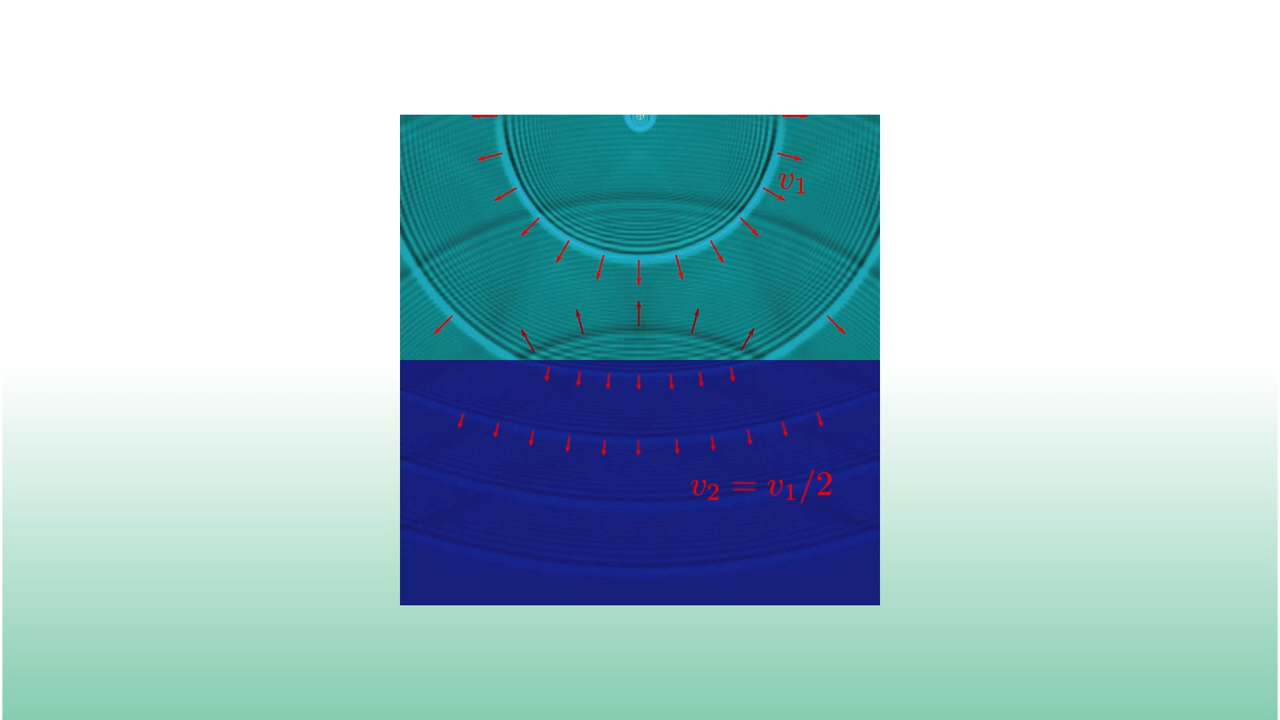 v₁
v₂ = v₁/2